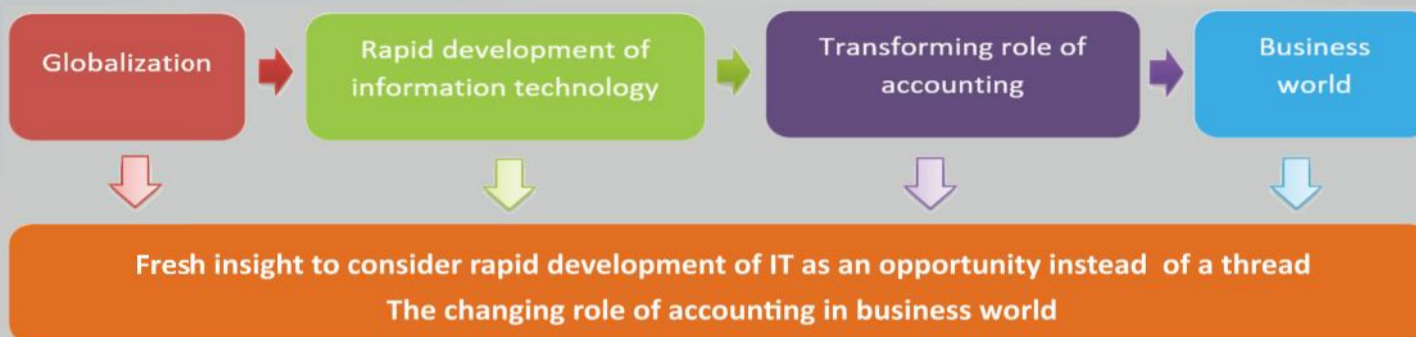 Globalization
Rapid development of
information technology
Transforming role of
accounting
Business
world
Fresh insight to consider rapid development of IT as an opportunity instead  of a thread
The changing role of accounting in business world